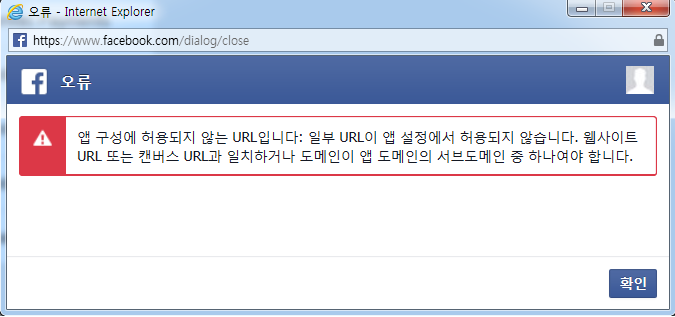 오류 - Internet Explorer
https://www.facebook.com/dialog/close
오류
앱 구성에 허용되지 않는 URL입니다: 일부 URL이 앱 설정에서 허용되지 않습니다. 웹사이트
URL 또는 캔버스 URL과 일치하거나 도메인이 앱 도메인의 서브도메인 중 하나여야 합니다.
확인